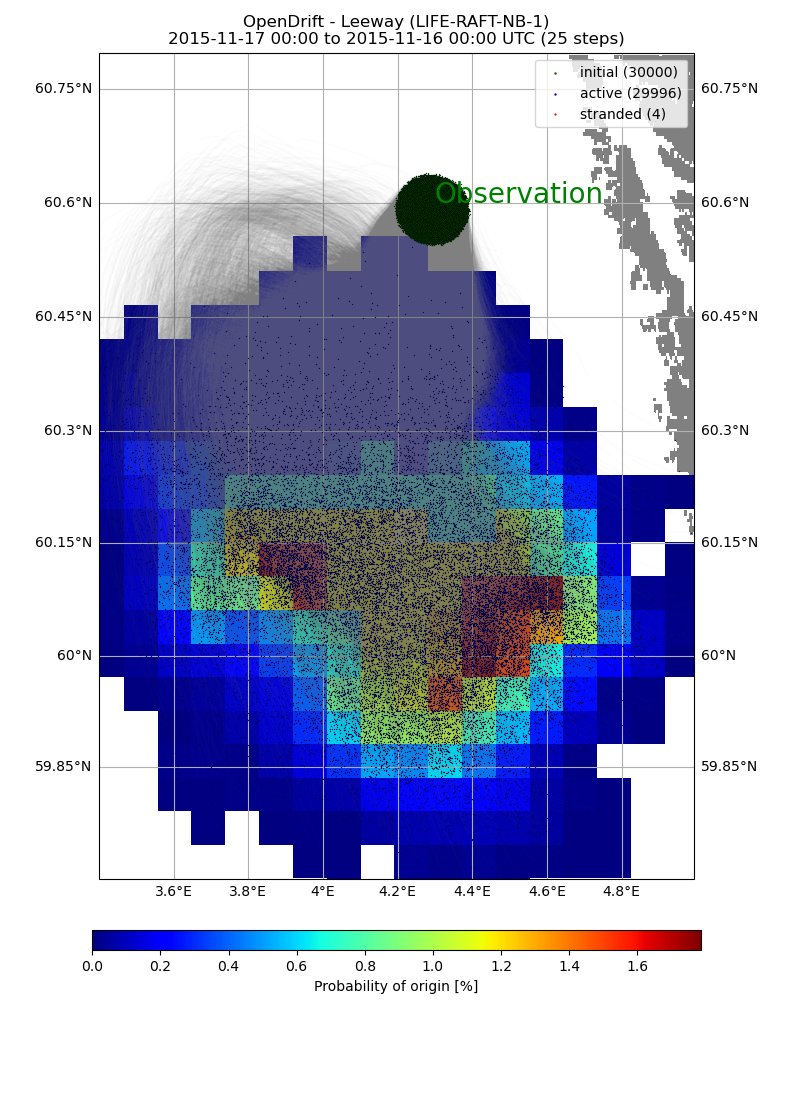 OpenDrift - Leeway (LIFE-RAFT-NB-1)
2015-11-17 00:00 to 2015-11-16 00:00 UTC (25 steps)
initial (30000)
active (29996)
stranded (4)
60.75°N 60.75°N
Observation
60.6°N 60.6°N
60.45°N 60.45°N
60.3°N 60.3°N
60.15°N 60.15°N
60°N 60°N
59.85°N 59.85°N
3.6°E 3.8°E 4°E 4.2°E 4.4°E 4.6°E 4.8°E
0.0 0.2 0.4 0.6 0.8 1.0 1.2 1.4 1.6
Probability of origin [%]